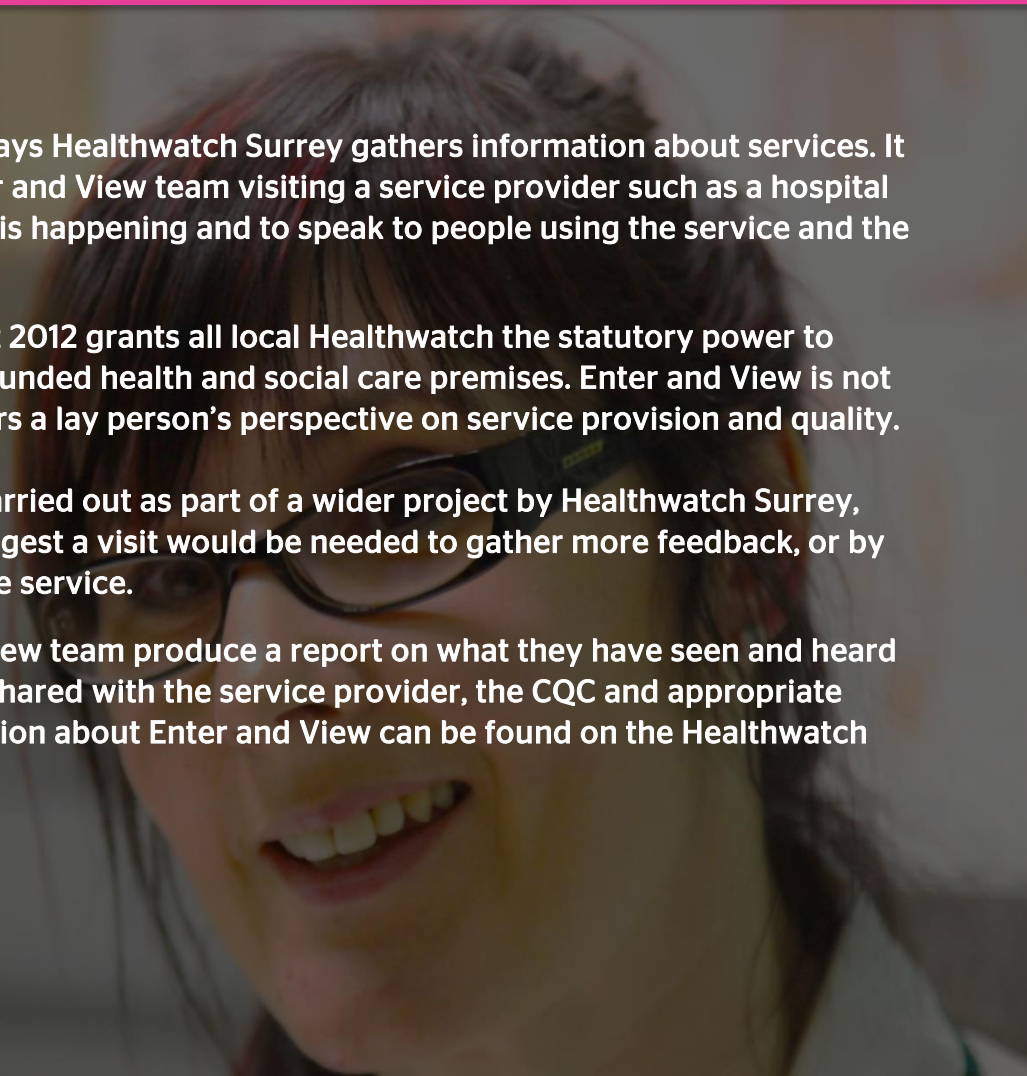 ays Healthwatch Surrey gathers information about services. It
r and View team visiting a service provider such as a hospital
is happening and to speak to people using the service and the
t 2012 grants all local Healthwatch the statutory power to
unded health and social care premises. Enter and View is not
rs a lay person’s perspective on service provision and quality.
arried out as part of a wider project by Healthwatch Surrey,
ggest a visit would be needed to gather more feedback, or by
e service.
ew team produce a report on what they have seen and heard
hared with the service provider, the CQC and appropriate
ion about Enter and View can be found on the Healthwatch